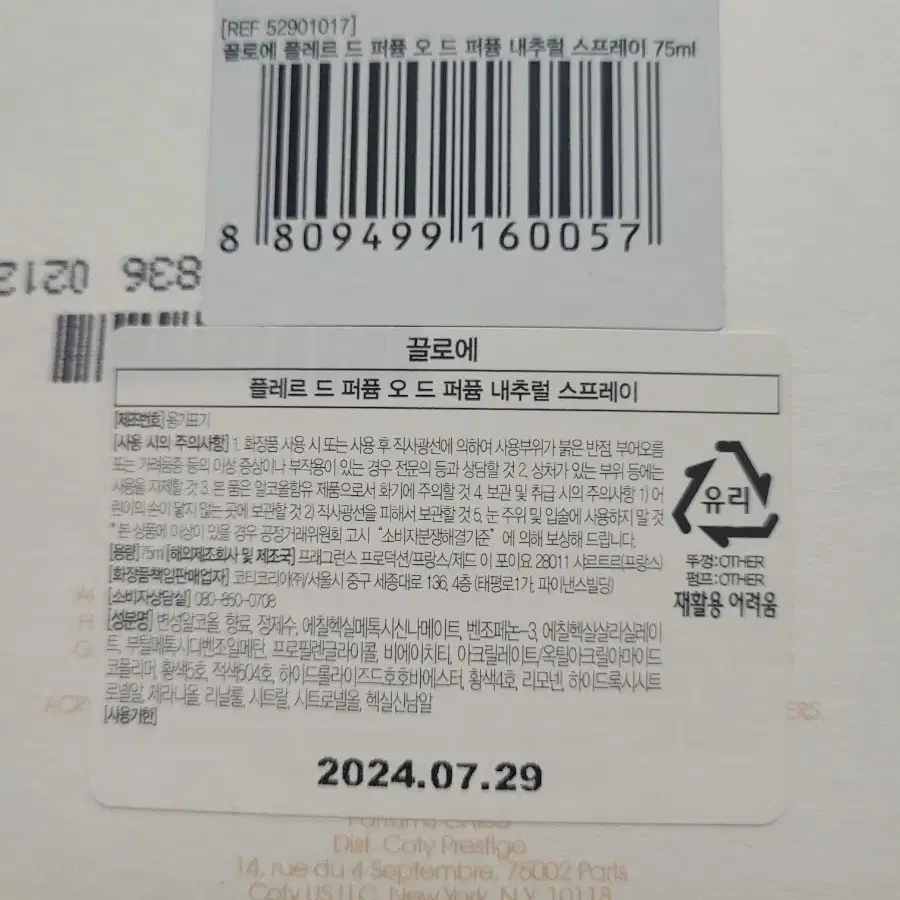 [REF 52901017]
끌로에 플레르 드 퍼퓸 오 드 퍼퓸 내추럴 스프레이 75ml
8 809499 160057
836 0212
끌로에
플레르 드 퍼퓸 오 드 퍼퓸 내추럴 스프레이
[제조번호] 용기표기
[사용 시의 주의사항] 1. 화장품 사용 시 또는 사용 후 직사광선에 의하여 사용부위가 붉은 반점, 부어오름
또는 가려움증 등의 이상 증상이나 부작용이 있는 경우 전문의 등과 상담할 것 2. 상처가 있는 부위 등에는
사용을 자제할 것 3. 본 품은 알코올함유 제품으로서 화기에 주의할 것 4. 보관 및 취급 시의 주의사항 1) 어
린이의 손이 닿지 않는 곳에 보관할 것 2) 직사광선을 피해서 보관할 것 5. 눈 주위 및 입술에 사용하지 말 것
* 본 상품에 이상이 있을 경우 공정거래위원회 고시 "소비자분쟁해결기준" 에 의해 보상해 드립니다.
[용량] 75ml [해외제조회사 및 제조국] 프래그런스 프로덕션/프랑스/제드 이 포이요 28011 샤르트르(프랑스)
[화장품책임판매업자] 코티코리아㈜/서울시 중구 세종대로 136, 4층 (태평로1가, 파이낸스빌딩)
[소비자상담실] 080-850-0708
[성분명] 변성알코올, 향료, 정제수, 에칠헥실메톡시신나메이트, 벤조페논-3, 에칠헥실살리실레이
트, 부틸메톡시디벤조일메탄, 프로필렌글라이콜, 비에이치티, 아크릴레이트/옥틸아크릴아마이드
코폴리머, 황색5호, 적색504호, 하이드롤라이즈드호호바에스터, 황색4호, 리모넨, 하이드록시시트
로넬알, 제라니올, 리날룰, 시트랄, 시트로넬올, 헥실신남알
[사용기한]
2024.07.29
유리
뚜껑:OTHER
펌프:OTHER
재활용 어려움
Parfums Chloé
Dist. Coty Prestige
14, rue du 4 Septembre, 75002 Paris
Coty US LLC, New York, N.Y. 10118